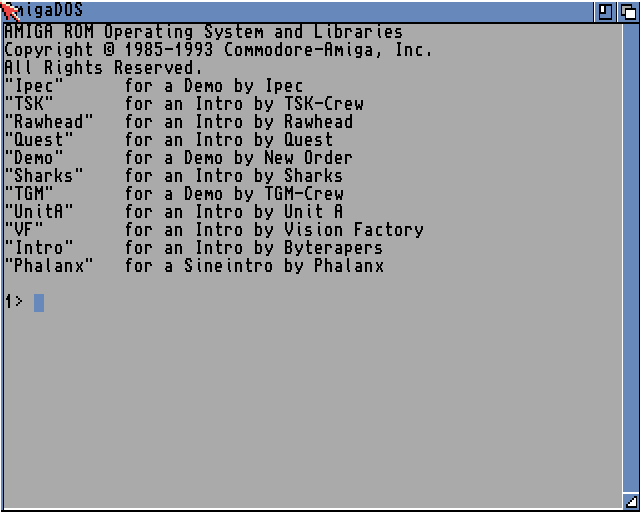 AmigaDOS
AMIGA ROM Operating System and Libraries
Copyright © 1985-1993 Commodore-Amiga, Inc.
All Rights Reserved.
"Ipec" for a Demo by Ipec
"TSK" for an Intro by TSK-Crew
"Rawhead" for an Intro by Rawhead
"Quest" for an Intro by Quest
"Demo" for a Demo by New Order
"Sharks" for an Intro by Sharks
"TGM" for a Demo by TGM-Crew
"UnitA" for an Intro by Unit A
"VF" for an Intro by Vision Factory
"Intro" for an Intro by Byterapers
"Phalanx" for a Sineintro by Phalanx
1>